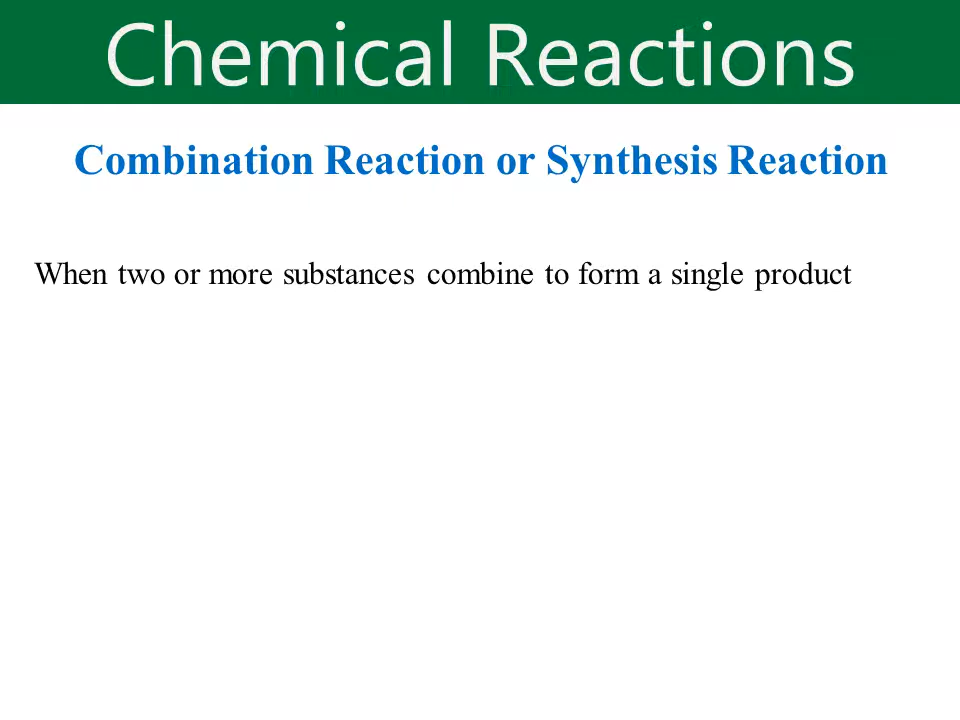 Chemical Reactions
Combination Reaction or Synthesis Reaction
When two or more substances combine to form a single product